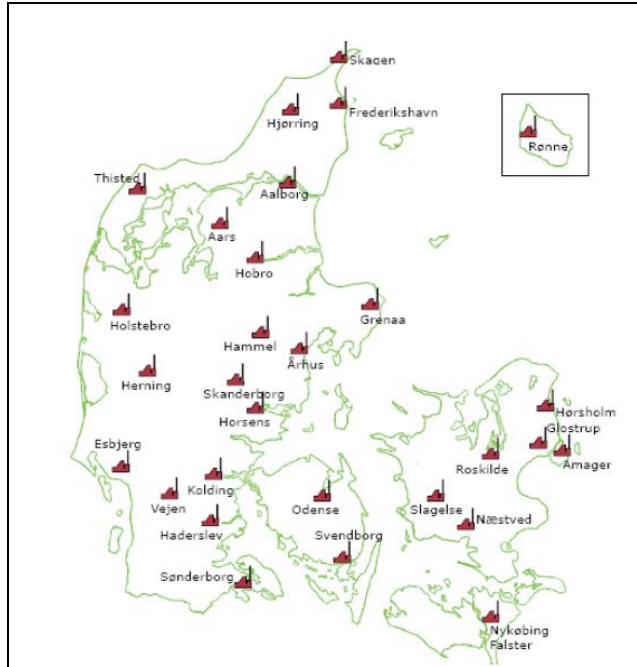 Skagen
Frederikshavn
Hjørring
Rønne
Thisted
Aalborg
Aars
Hobro
Grenaa
Holstebro
Hammel
Århus
Herning
Skanderborg
Horsens
Hørsholm
Glostrup
Amager
Roskilde
Esbjerg
Kolding
Vejen
Odense
Slagelse
Næstved
Haderslev
Svendborg
Sønderborg
Nykøbing
Falster